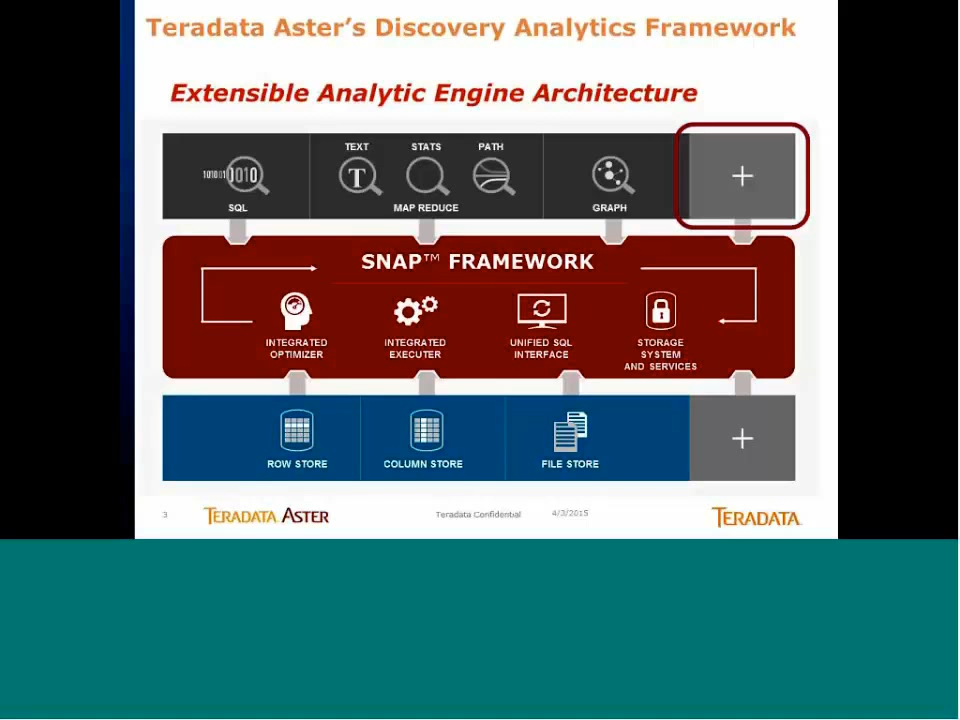 Teradata Aster's Discovery Analytics Framework
Extensible Analytic Engine Architecture
TEXT STATS PATH
1010010010
T
SQL MAP REDUCE GRAPH
SNAP™ FRAMEWORK
INTEGRATED OPTIMIZER
INTEGRATED EXECUTER
UNIFIED SQL INTERFACE
STORAGE SYSTEM AND SERVICES
ROW STORE COLUMN STORE FILE STORE
3 TERADATA ASTER Teradata Confidential 4/3/2015 TERADATA